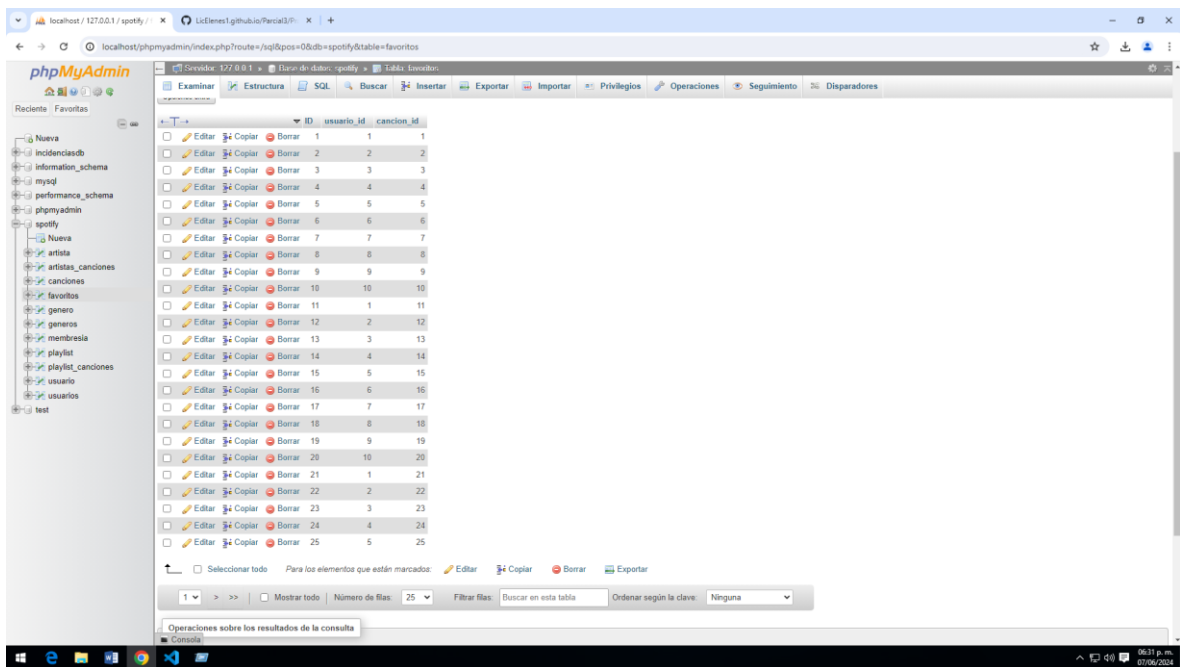 localhost / 127.0.0.1 / spotify /
LicElenes1.github.io/Parcial3/Pr
localhost/phpmyadmin/index.php?route=/sql&pos=0&db=spotify&table=favoritos
phpMyAdmin
Reciente Favoritas
Nueva
incidenciasdb
information_schema
mysql
performance_schema
phpmyadmin
spotify
Nueva
artista
artistas_canciones
canciones
favoritos
genero
generos
membresia
playlist
playlist_canciones
usuario
usuarios
test
Servidor: 127.0.0.1 » Base de datos: spotify » Tabla: favoritos
Examinar Estructura SQL Buscar Insertar Exportar Importar Privilegios Operaciones Seguimiento Disparadores
←T→ ID usuario_id cancion_id
Editar Copiar Borrar 1 1 1
Editar Copiar Borrar 2 2 2
Editar Copiar Borrar 3 3 3
Editar Copiar Borrar 4 4 4
Editar Copiar Borrar 5 5 5
Editar Copiar Borrar 6 6 6
Editar Copiar Borrar 7 7 7
Editar Copiar Borrar 8 8 8
Editar Copiar Borrar 9 9 9
Editar Copiar Borrar 10 10 10
Editar Copiar Borrar 11 1 11
Editar Copiar Borrar 12 2 12
Editar Copiar Borrar 13 3 13
Editar Copiar Borrar 14 4 14
Editar Copiar Borrar 15 5 15
Editar Copiar Borrar 16 6 16
Editar Copiar Borrar 17 7 17
Editar Copiar Borrar 18 8 18
Editar Copiar Borrar 19 9 19
Editar Copiar Borrar 20 10 20
Editar Copiar Borrar 21 1 21
Editar Copiar Borrar 22 2 22
Editar Copiar Borrar 23 3 23
Editar Copiar Borrar 24 4 24
Editar Copiar Borrar 25 5 25
Seleccionar todo Para los elementos que están marcados: Editar Copiar Borrar Exportar
1 > >> Mostrar todo Número de filas: 25 Filtrar filas: Buscar en esta tabla Ordenar según la clave: Ninguna
Operaciones sobre los resultados de la consulta
Consola
06:31 p. m.
07/06/2024